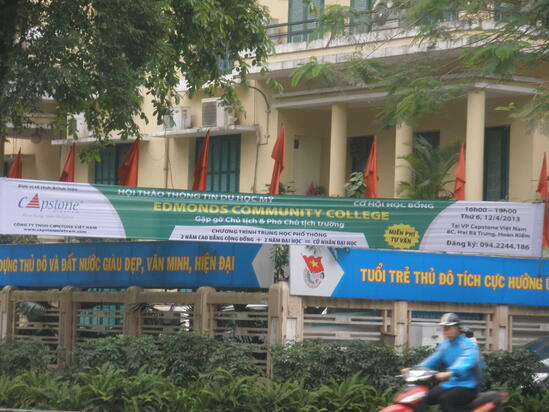 Capstone
CÔNG TY TNHH CAPSTONE VIỆT NAM
www.capstonevietnam.com
HỘI THẢO THÔNG TIN DU HỌC MỸ
CƠ HỘI HỌC BỔNG
EDMONDS COMMUNITY COLLEGE
Gặp gỡ Chủ tịch & Phó Chủ tịch trường
CHƯƠNG TRÌNH TRUNG HỌC PHỔ THÔNG
2 NĂM CAO ĐẲNG CỘNG ĐỒNG + 2 NĂM ĐẠI HỌC = CỬ NHÂN ĐẠI HỌC
MIỄN PHÍ
TƯ VẤN
16h00 - 19h00
Thứ 6, 12/4/2013
Tại VP Capstone Việt Nam
8C, Hai Bà Trưng, Hoàn Kiếm
Đăng ký: 094.2244.186
DỰNG THỦ ĐÔ VÀ ĐẤT NƯỚC GIÀU ĐẸP, VĂN MINH, HIỆN ĐẠI
TUỔI TRẺ THỦ ĐÔ TÍCH CỰC HƯỞNG